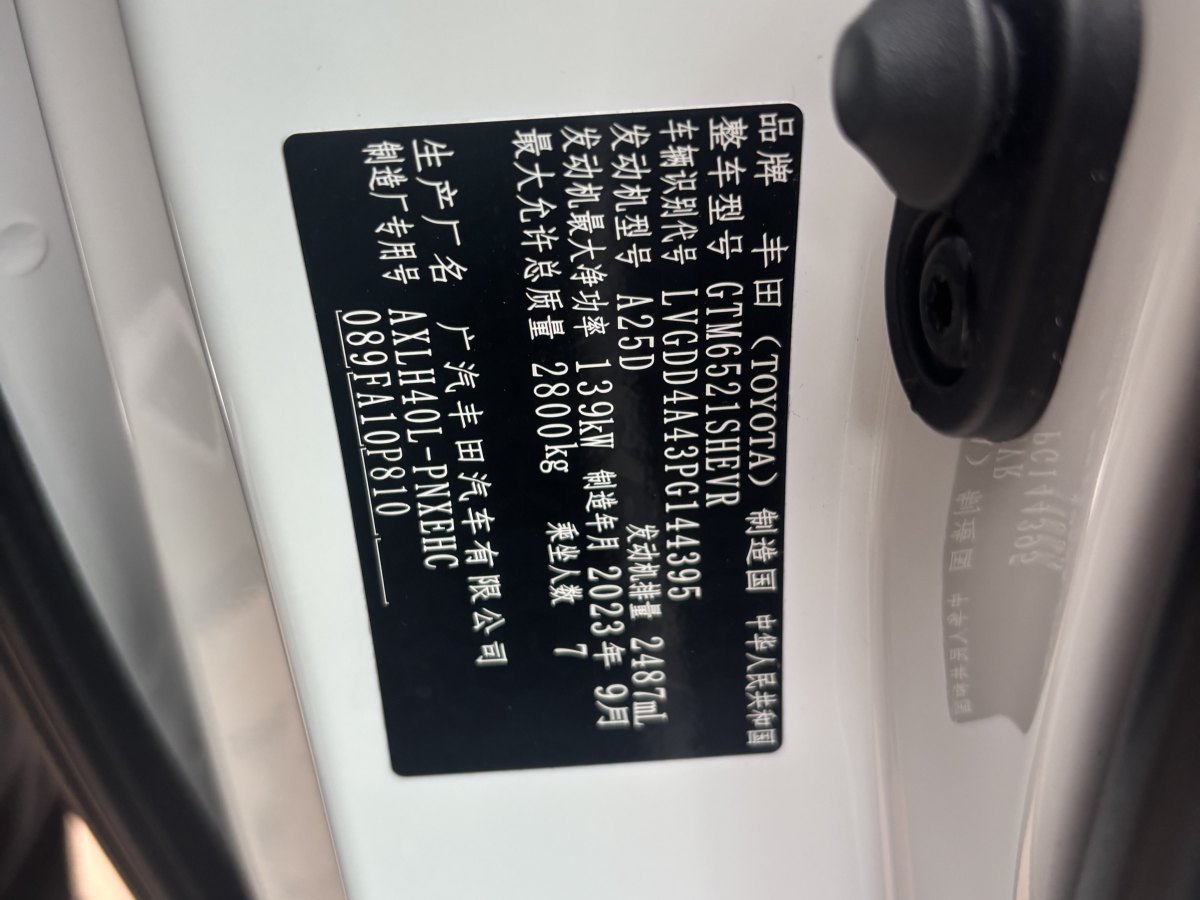 品牌 丰田（TOYOTA） 制造国 中华人民共和国
整车型号 GTM6521SHEVR
车辆识别代号 LVGDD4A43PG144395
发动机型号 A25D 发动机排量 2487mL
发动机最大净功率 139kW 制造年月 2023年 9月
最大允许总质量 2800kg 乘坐人数 7
生产厂名 广汽丰田汽车有限公司
制造厂专用号 AXLH40L-PNXEHC
089FA10P810